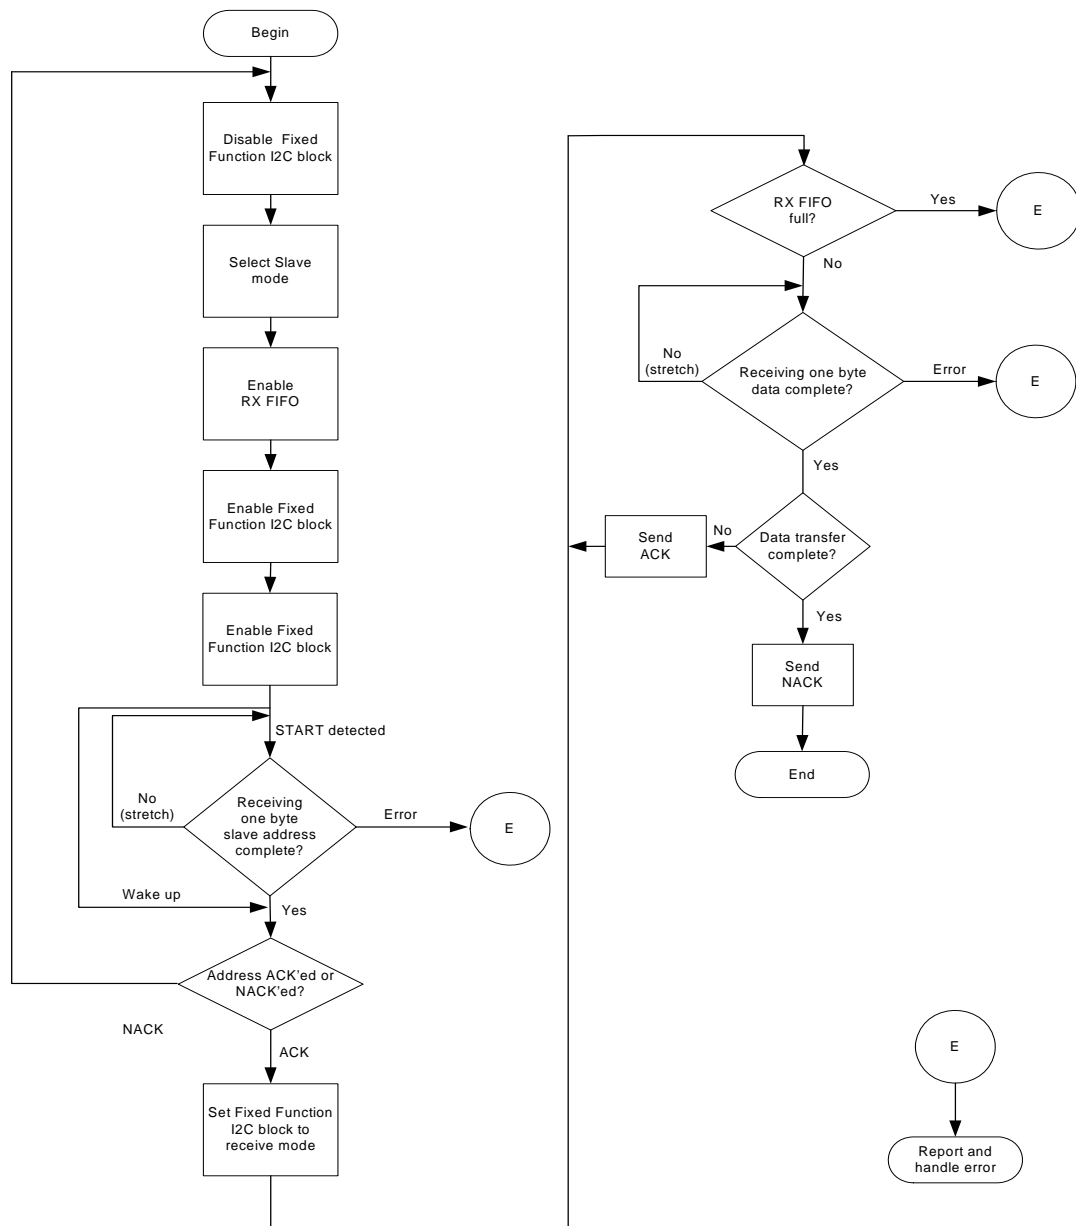 Begin
Disable  Fixed
Function I2C block
Select Slave
mode
Enable
RX FIFO
Enable Fixed
Function I2C block
Enable Fixed
Function I2C block
START detected
No
(stretch)
Receiving
one byte
slave address
complete?
Error
E
Wake up
Yes
Address ACK'ed or
NACK'ed?
NACK
ACK
Set Fixed Function
I2C block to
receive mode
RX FIFO
full?
Yes
E
No
No
(stretch)
Receiving one byte
data complete?
Error
E
Yes
Send
ACK
No
Data transfer
complete?
Yes
Send
NACK
End
E
Report and
handle error